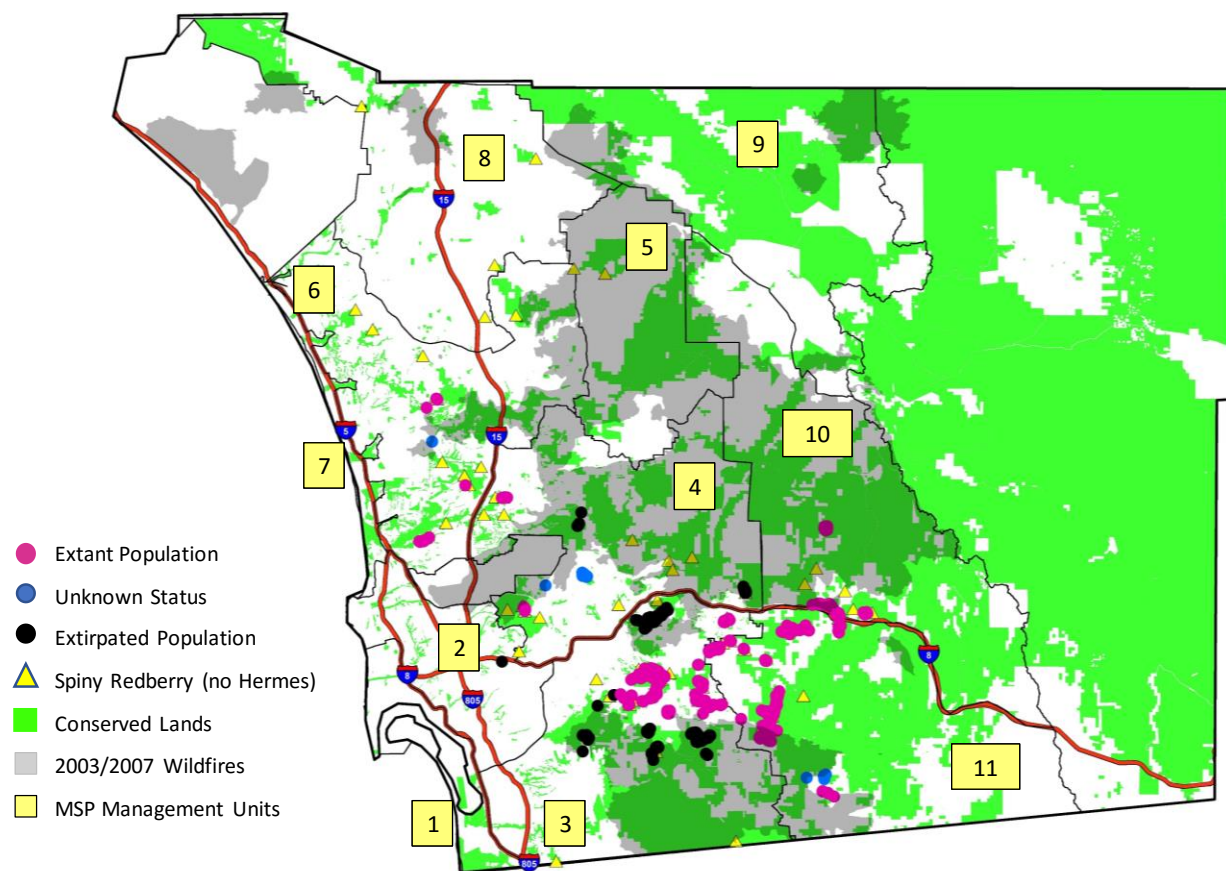 9
8
15
5
6
10
5
15
7
4
Extant Population
Unknown Status
Extirpated Population
2
8
Spiny Redberry (no Hermes)
8
805
Conserved Lands
2003/2007 Wildfires
11
MSP Management Units
1
3
805